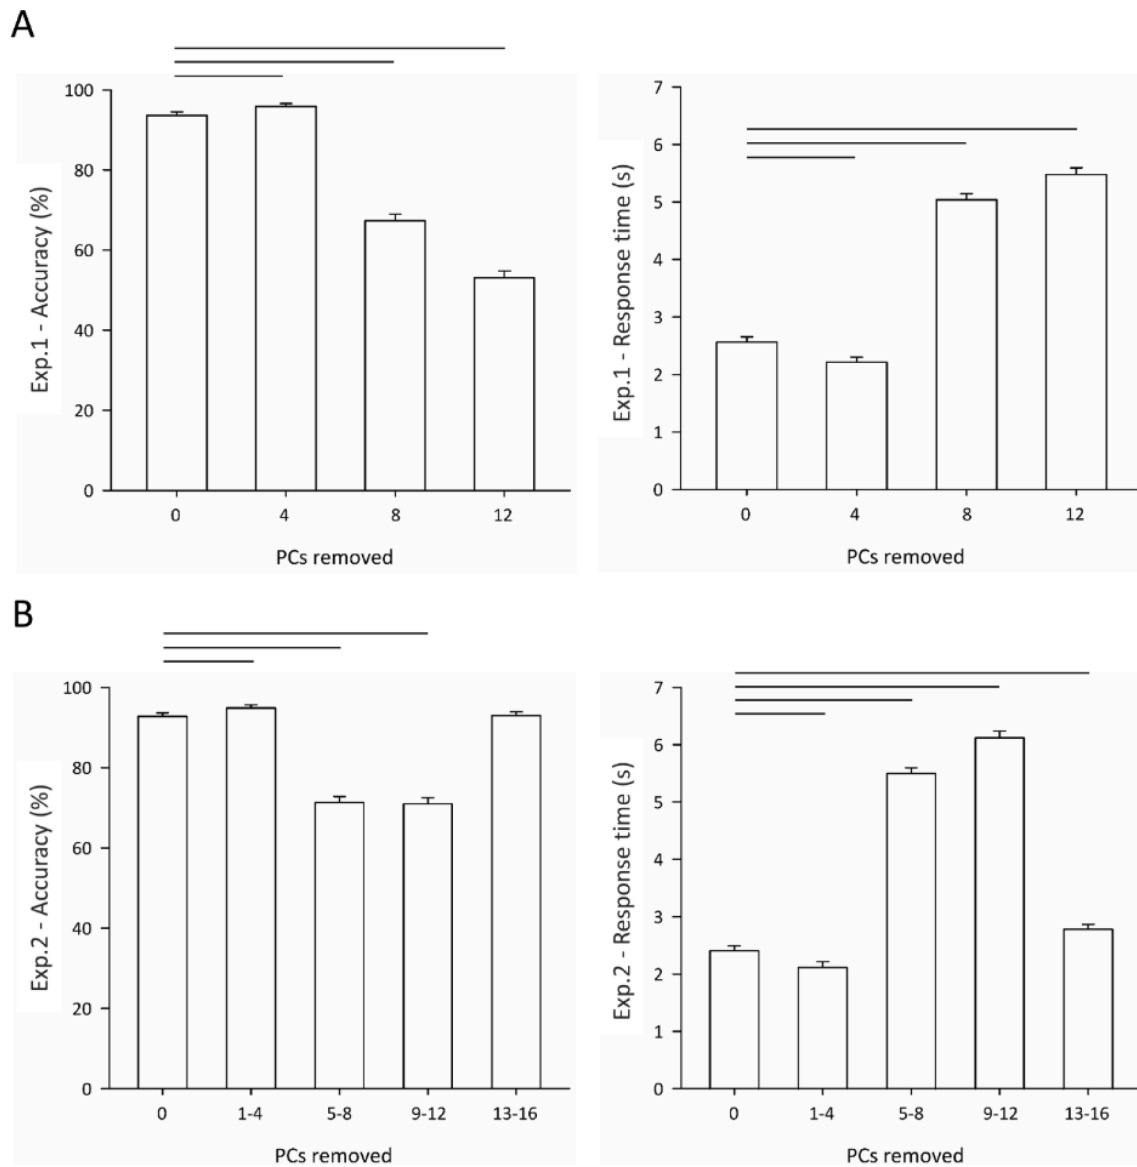 A
Exp.1 - Accuracy (%)
100
80
60
40
20
0
0 4 8 12
PCs removed
Exp.1 - Response time (s)
7
6
5
4
3
2
1
0
0 4 8 12
PCs removed
B
Exp.2 - Accuracy (%)
100
80
60
40
20
0
0 1-4 5-8 9-12 13-16
PCs removed
Exp.2 - Response time (s)
7
6
5
4
3
2
1
0
0 1-4 5-8 9-12 13-16
PCs removed